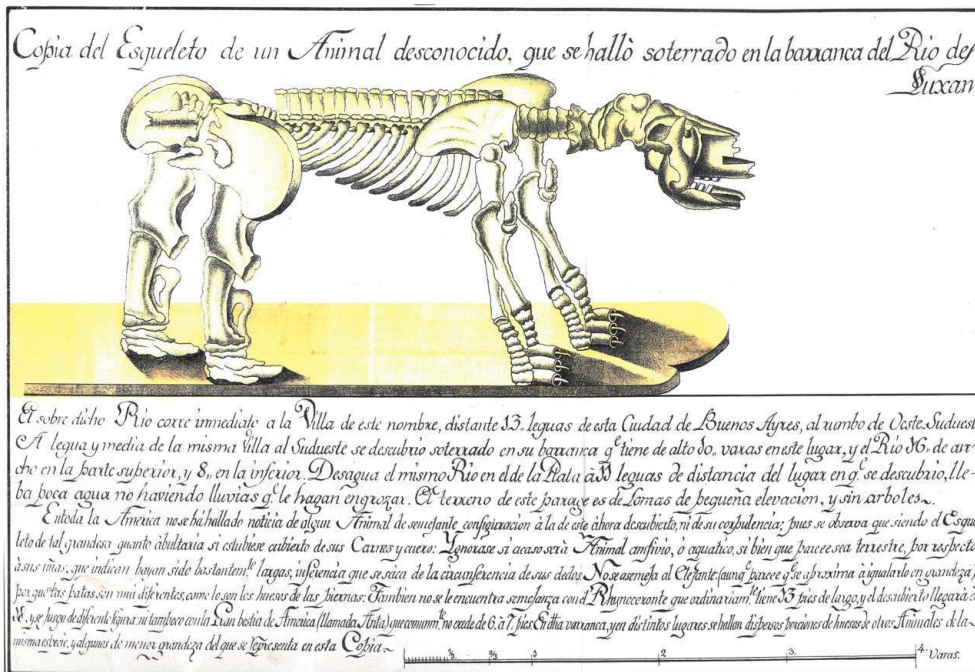 Copia del Esqueleto de un Animal desconocido, que se hallò soterrado en la barranca del Rio de
Luxan
El sobre dicho Rio corre immediato a la Villa de este nombre, distante 13. leguas de esta Ciudad de Buenos Ayres, al rumbo de Oeste Sudueste
A legua y media de la misma Villa al Sudueste se descubrio soterrado en su barranca q.e tiene de alto 10, varas en este lugar, y el Rio 16, de an-
cho en la parte superior, y 8,, en la inferior. Desagua el mismo Rio en el de la Plata à leguas de distancia del lugar en q.e se descubrio, lle-
ba poca agua no haviendo lluvias q.e le hagan engrozar. El terreno de este parage es de Lomas de pequeña elevacion, y sin arboles
En toda la America no se há hallado noticia de algun Animal de semejante configuracion à la de este ahora descubierto, ni de su corpulencia; pues se observa que siendo el Esque
leto de tal grandesa quanto abultaria si estubiese cubierto de sus Carnes y cuero: Ygnorase si acaso serà Animal amfivio, ò aquatico, si bien que parece sea terrestre, por respecto
à sus uñas, que indican hayan sido bastantem.te largas, inferencia que se saca de la circunferencia de sus dedos: No se asemeja al Elefante (aunq.e parece q.e se aproxima à igualarlo en grandeza)
por que las patas son mui diferentes, como lo son los huesos de las piernas: Tambien no se le encuentra semejansa con el Rhynoceronte que ordinariam.te tiene 13 pies de largo, y el descubierto llegarà à
y se juzga de diferente figura: ni tampoco con la Gran bestia de America (llamada Anta) que comunm.te no excede de 6. à 7. pies. En dha varranca, y en distintos lugares se hallan dispersos porciones de huesos de otros Animales de la
misma especie, y algunos de menor grandeza del que se representa en esta Copia
3 2 1 4 Varas.